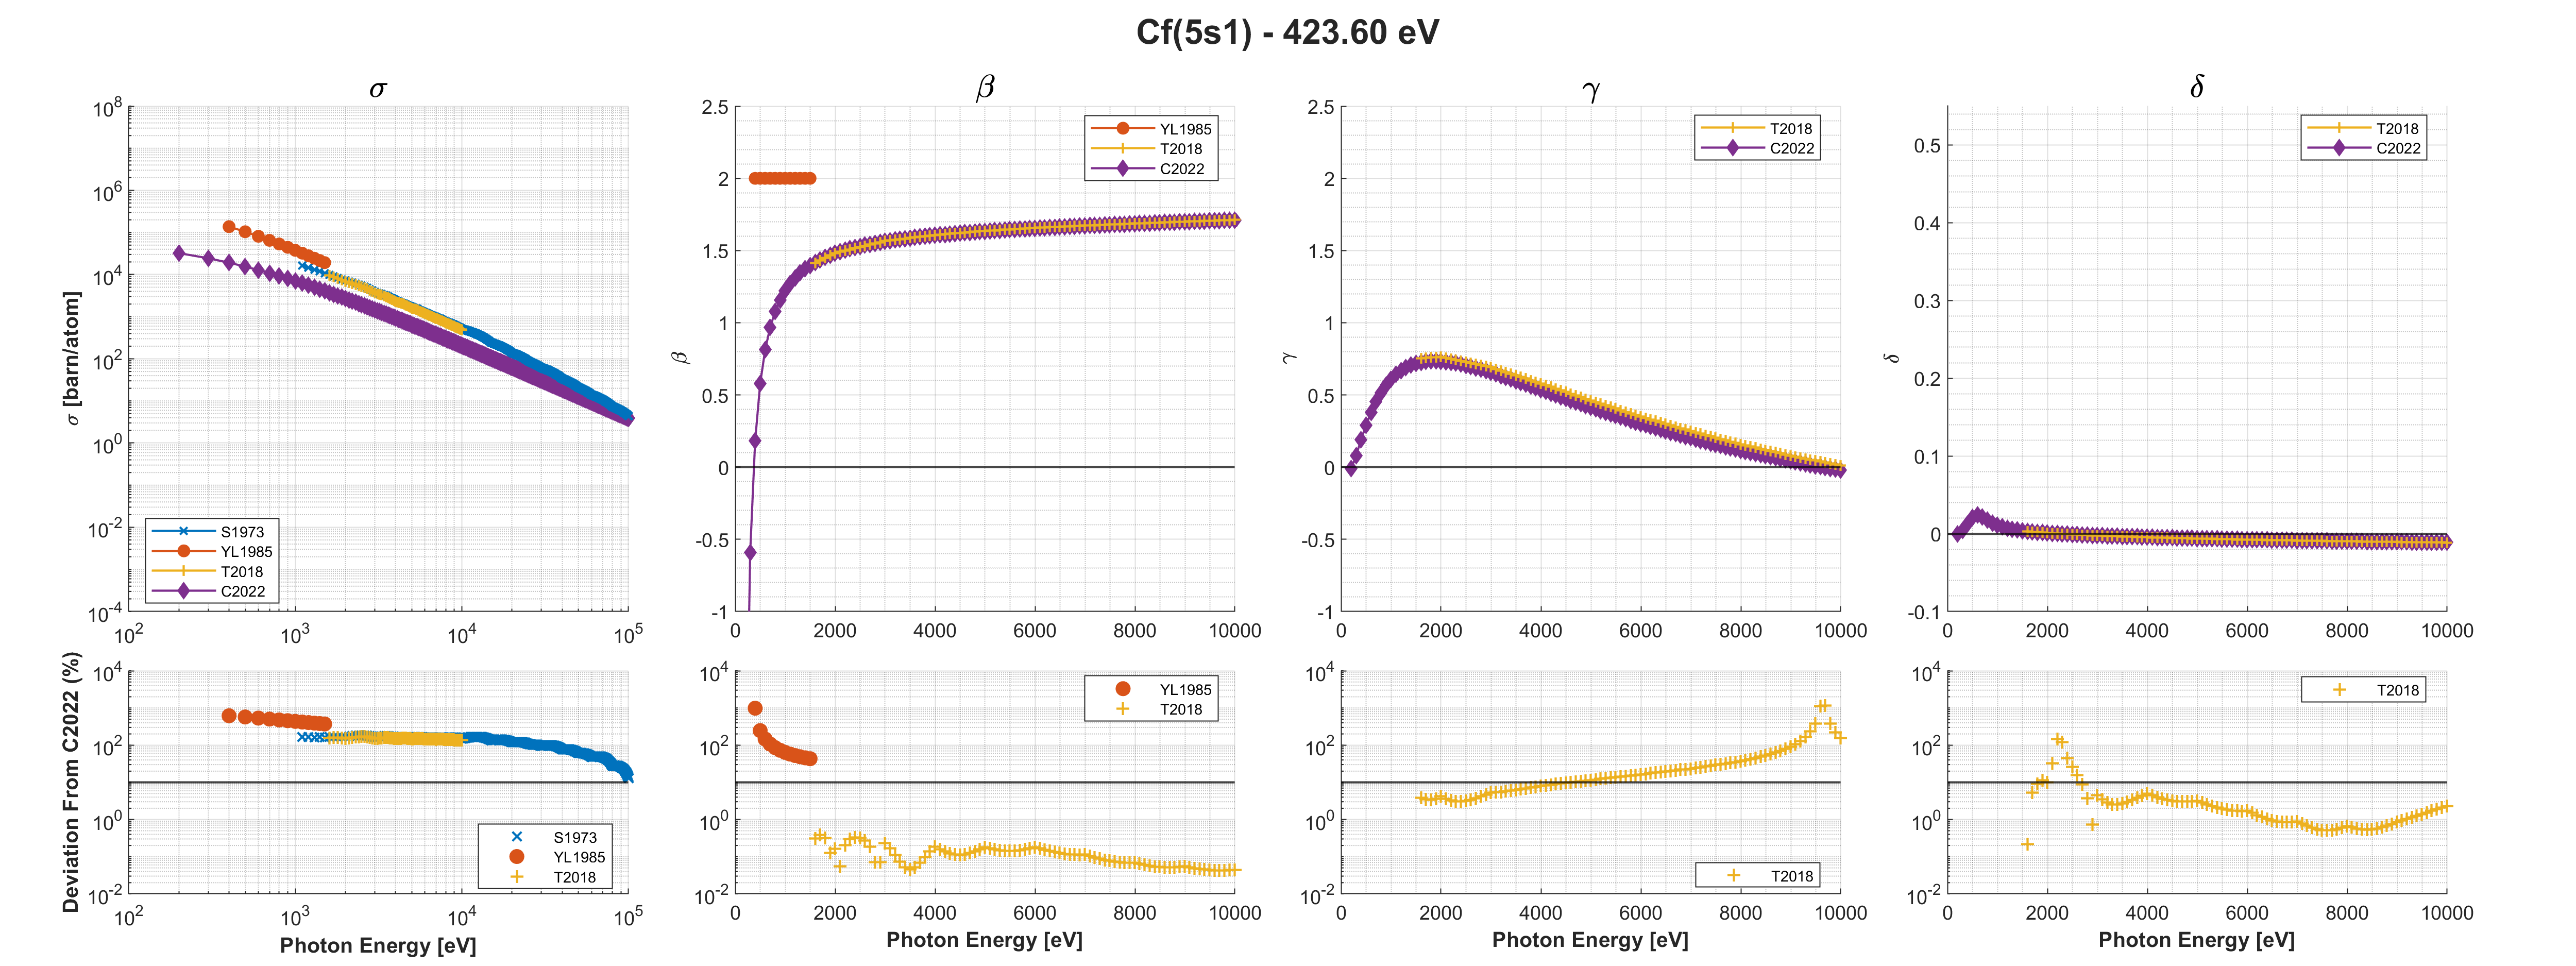 Cf(5s1) - 423.60 eV
σ
10^8
10^6
10^4
10^2
10^0
10^-2
10^-4
10^2
10^3
10^4
10^5
σ [barn/atom]
S1973
YL1985
T2018
C2022
β
2.5
2
1.5
1
0.5
0
-0.5
-1
0
2000
4000
6000
8000
10000
β
YL1985
T2018
C2022
γ
2.5
2
1.5
1
0.5
0
-0.5
-1
0
2000
4000
6000
8000
10000
γ
T2018
C2022
δ
0.5
0.4
0.3
0.2
0.1
0
-0.1
0
2000
4000
6000
8000
10000
δ
T2018
C2022
Deviation From C2022 (%)
10^4
10^2
10^0
10^-2
10^2
10^3
10^4
10^5
S1973
YL1985
T2018
Photon Energy [eV]
10^4
10^2
10^0
10^-2
0
2000
4000
6000
8000
10000
YL1985
T2018
Photon Energy [eV]
10^4
10^2
10^0
10^-2
0
2000
4000
6000
8000
10000
T2018
Photon Energy [eV]
10^4
10^2
10^0
10^-2
0
2000
4000
6000
8000
10000
T2018
Photon Energy [eV]